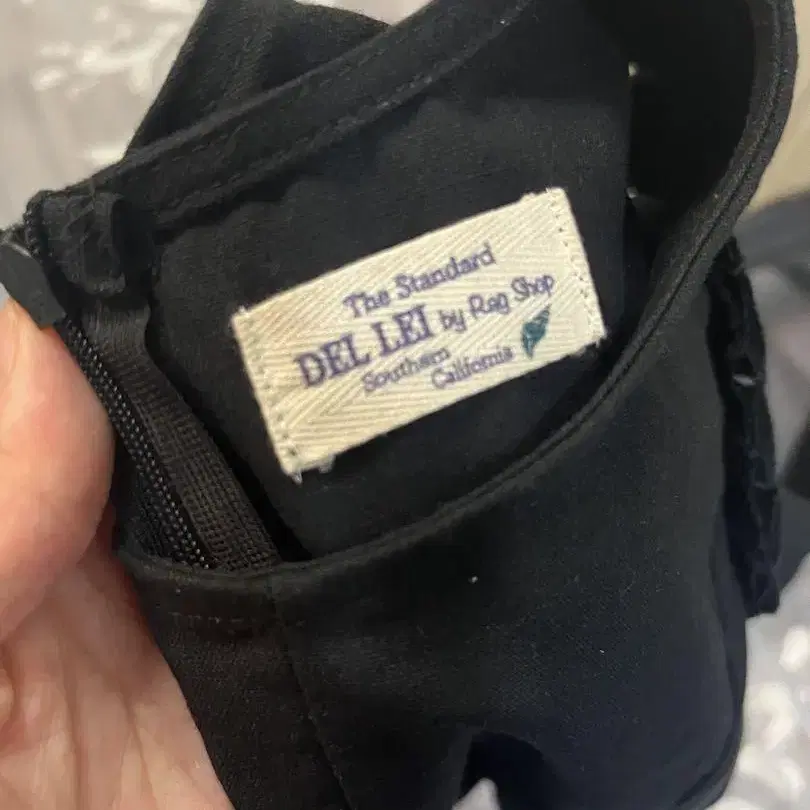 The Standard
DEL LEI by Rag Shop
Southern
California